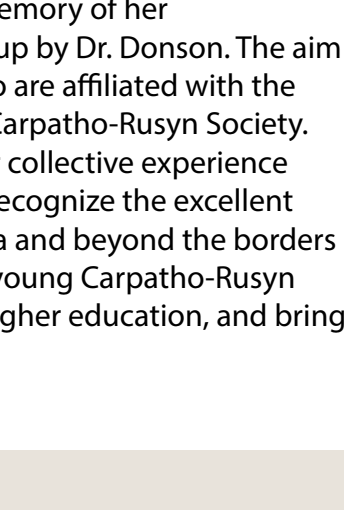 emory of her
up by Dr. Donson. The aim
o are affiliated with the
Carpatho-Rusyn Society.
collective experience
ecognize the excellent
a and beyond the borders
young Carpatho-Rusyn
gher education, and bring